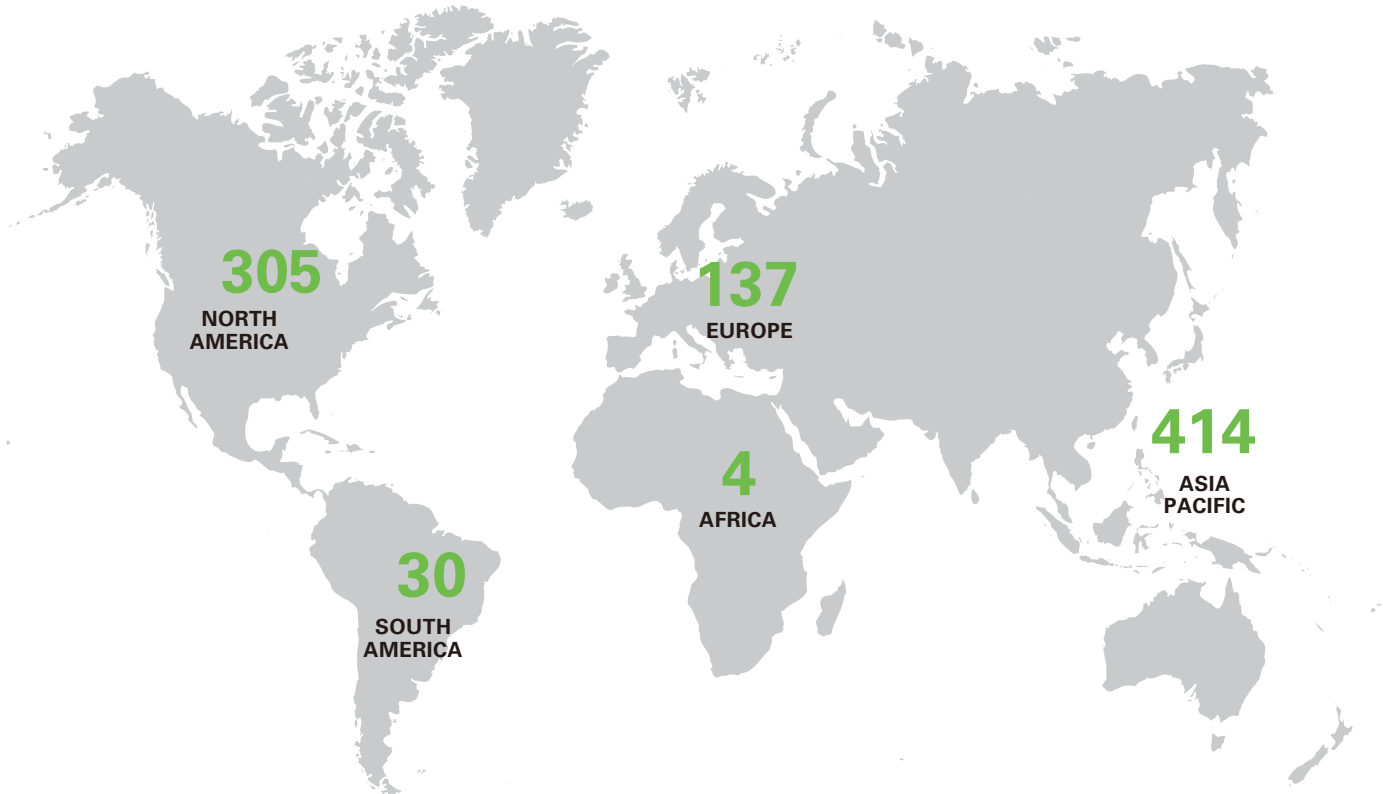 305
NORTH
AMERICA
137
EUROPE
414
ASIA
PACIFIC
4
AFRICA
30
SOUTH
AMERICA